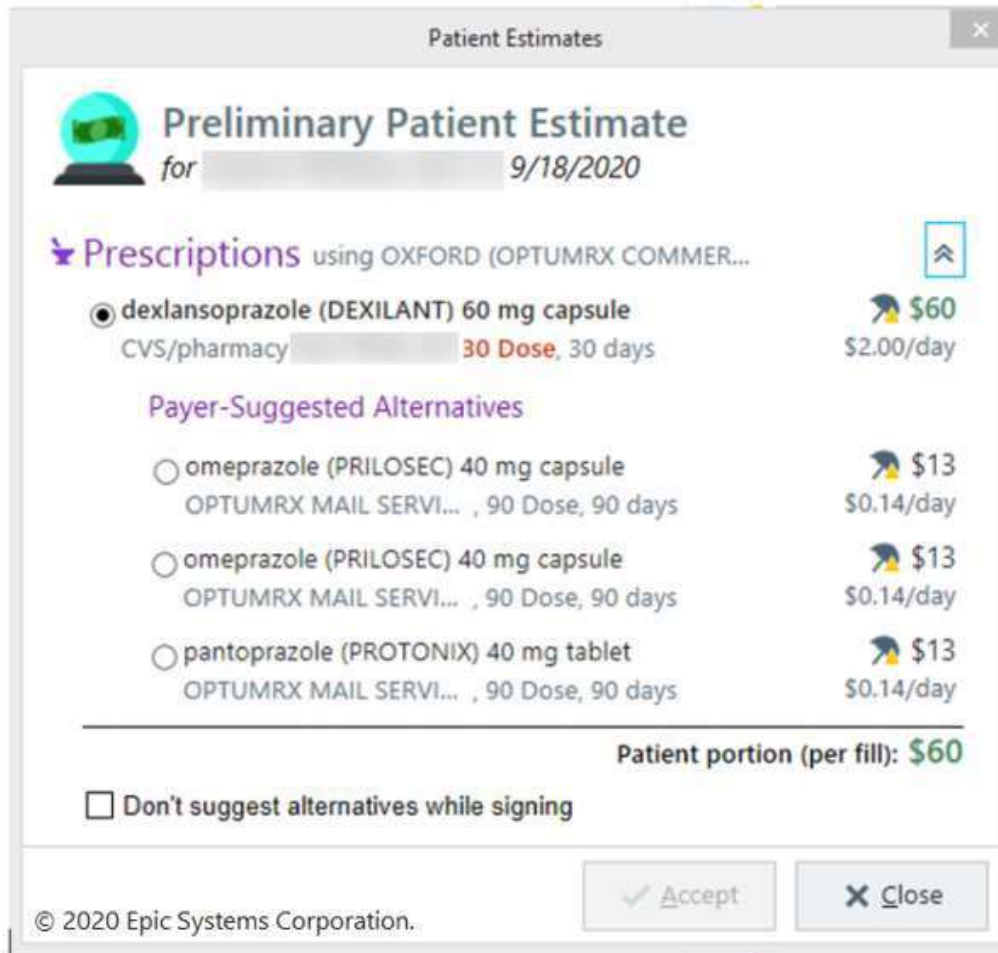 Patient Estimates
Preliminary Patient Estimate
for 9/18/2020
Prescriptions using OXFORD (OPTUMRX COMMER...
dexlansoprazole (DEXILANT) 60 mg capsule $60
CVS/pharmacy 30 Dose, 30 days $2.00/day
Payer-Suggested Alternatives
omeprazole (PRILOSEC) 40 mg capsule $13
OPTUMRX MAIL SERVI... , 90 Dose, 90 days $0.14/day
omeprazole (PRILOSEC) 40 mg capsule $13
OPTUMRX MAIL SERVI... , 90 Dose, 90 days $0.14/day
pantoprazole (PROTONIX) 40 mg tablet $13
OPTUMRX MAIL SERVI... , 90 Dose, 90 days $0.14/day
Patient portion (per fill): $60
Don't suggest alternatives while signing
Accept Close
© 2020 Epic Systems Corporation.